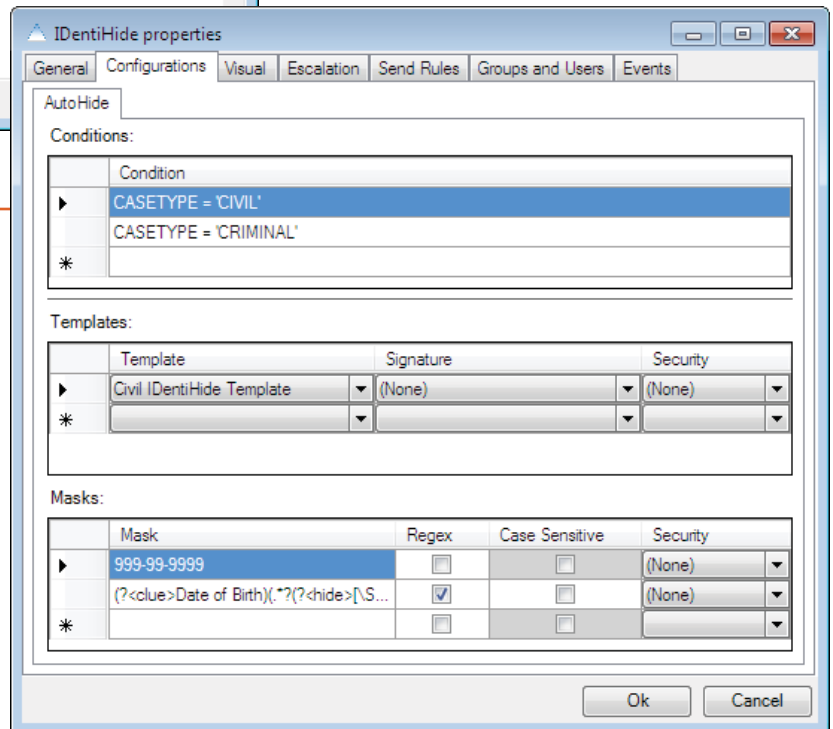 IDentiHide properties
General Configurations Visual Escalation Send Rules Groups and Users Events
AutoHide
Conditions:
Condition
CASETYPE = 'CIVIL'
CASETYPE = 'CRIMINAL'
Templates:
Template Signature Security
Civil IDentiHide Template (None) (None)
Masks:
Mask Regex Case Sensitive Security
999-99-9999 (None)
(?<clue>Date of Birth)(.*?(?<hide>[\S... (None)
Ok Cancel